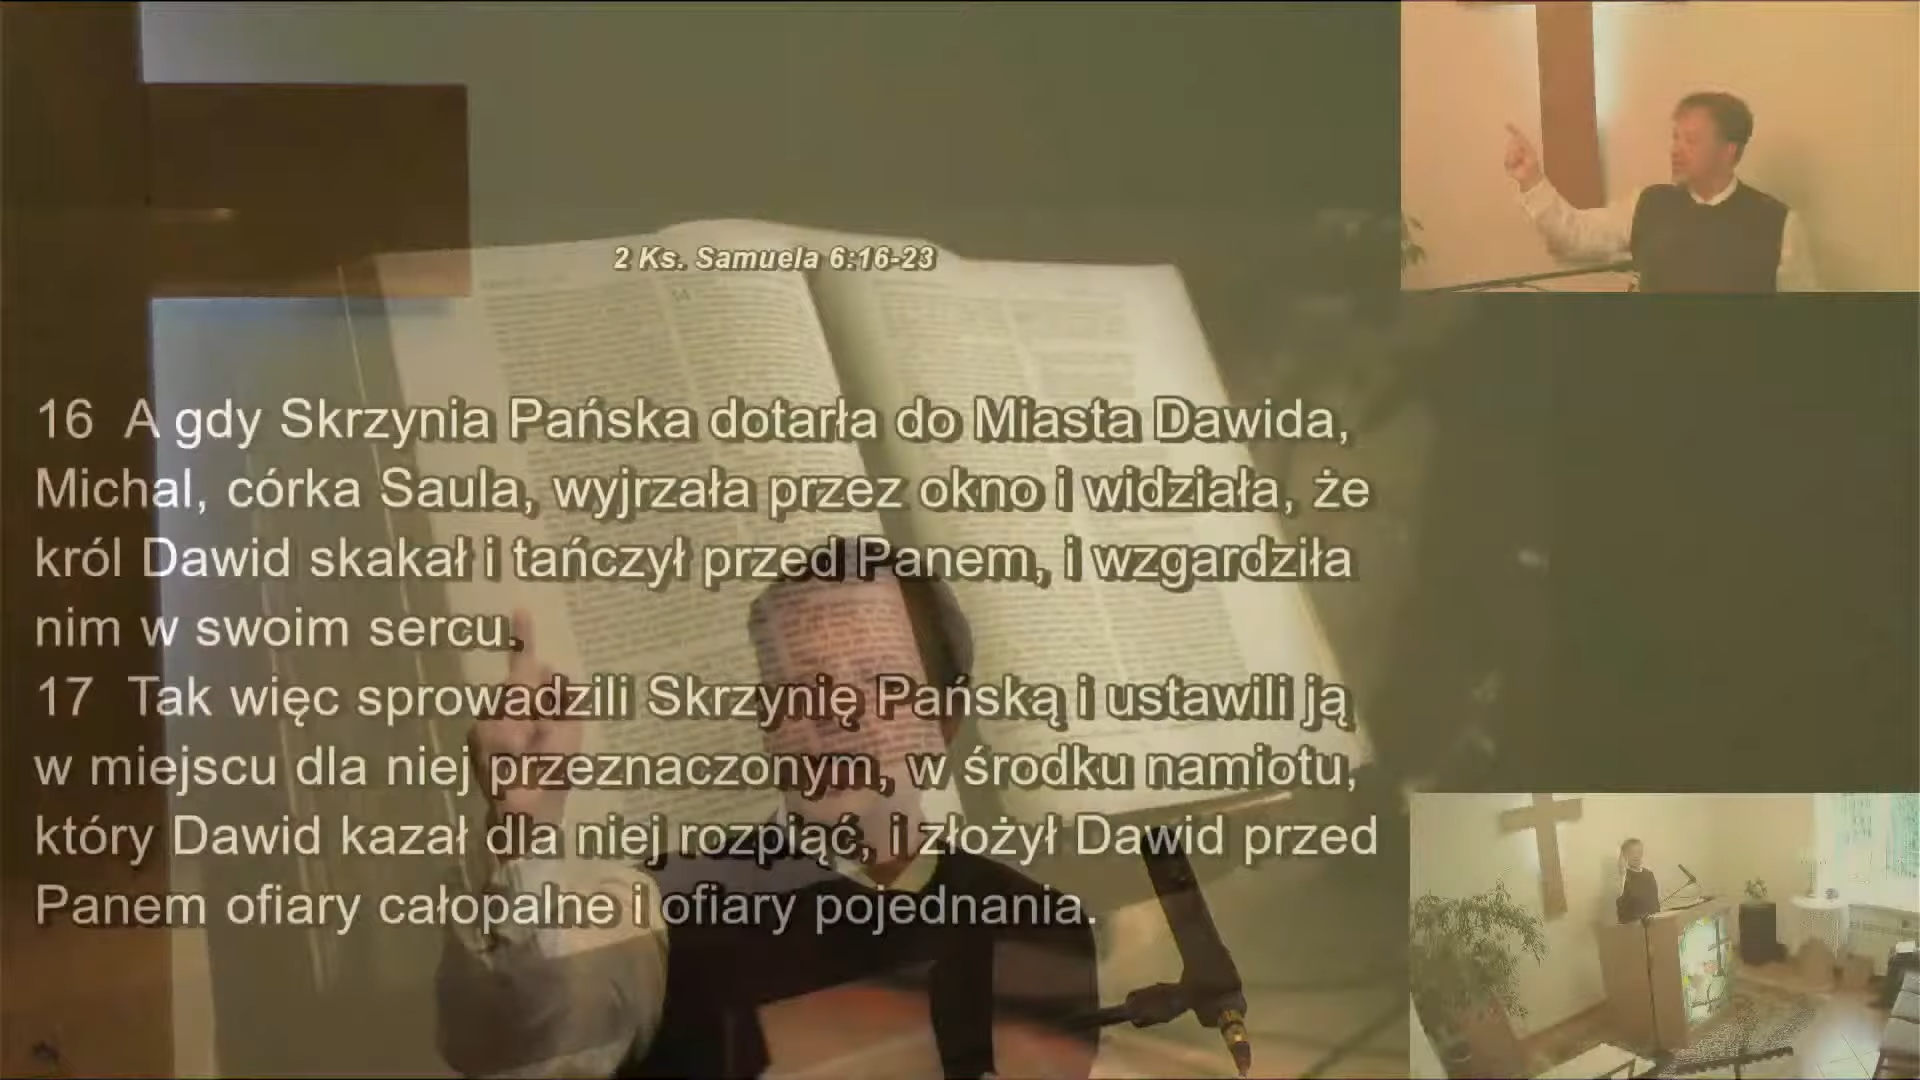 2 Ks. Samuela 6:16-23
16 A gdy Skrzynia Pańska dotarła do Miasta Dawida,
Michal, córka Saula, wyjrzała przez okno i widziała, że
król Dawid skakał i tańczył przed Panem, i wzgardziła
nim w swoim sercu.
17 Tak więc sprowadzili Skrzynię Pańską i ustawili ją
w miejscu dla niej przeznaczonym, w środku namiotu,
który Dawid kazał dla niej rozpiąć, i złożył Dawid przed
Panem ofiary całopalne i ofiary pojednania.